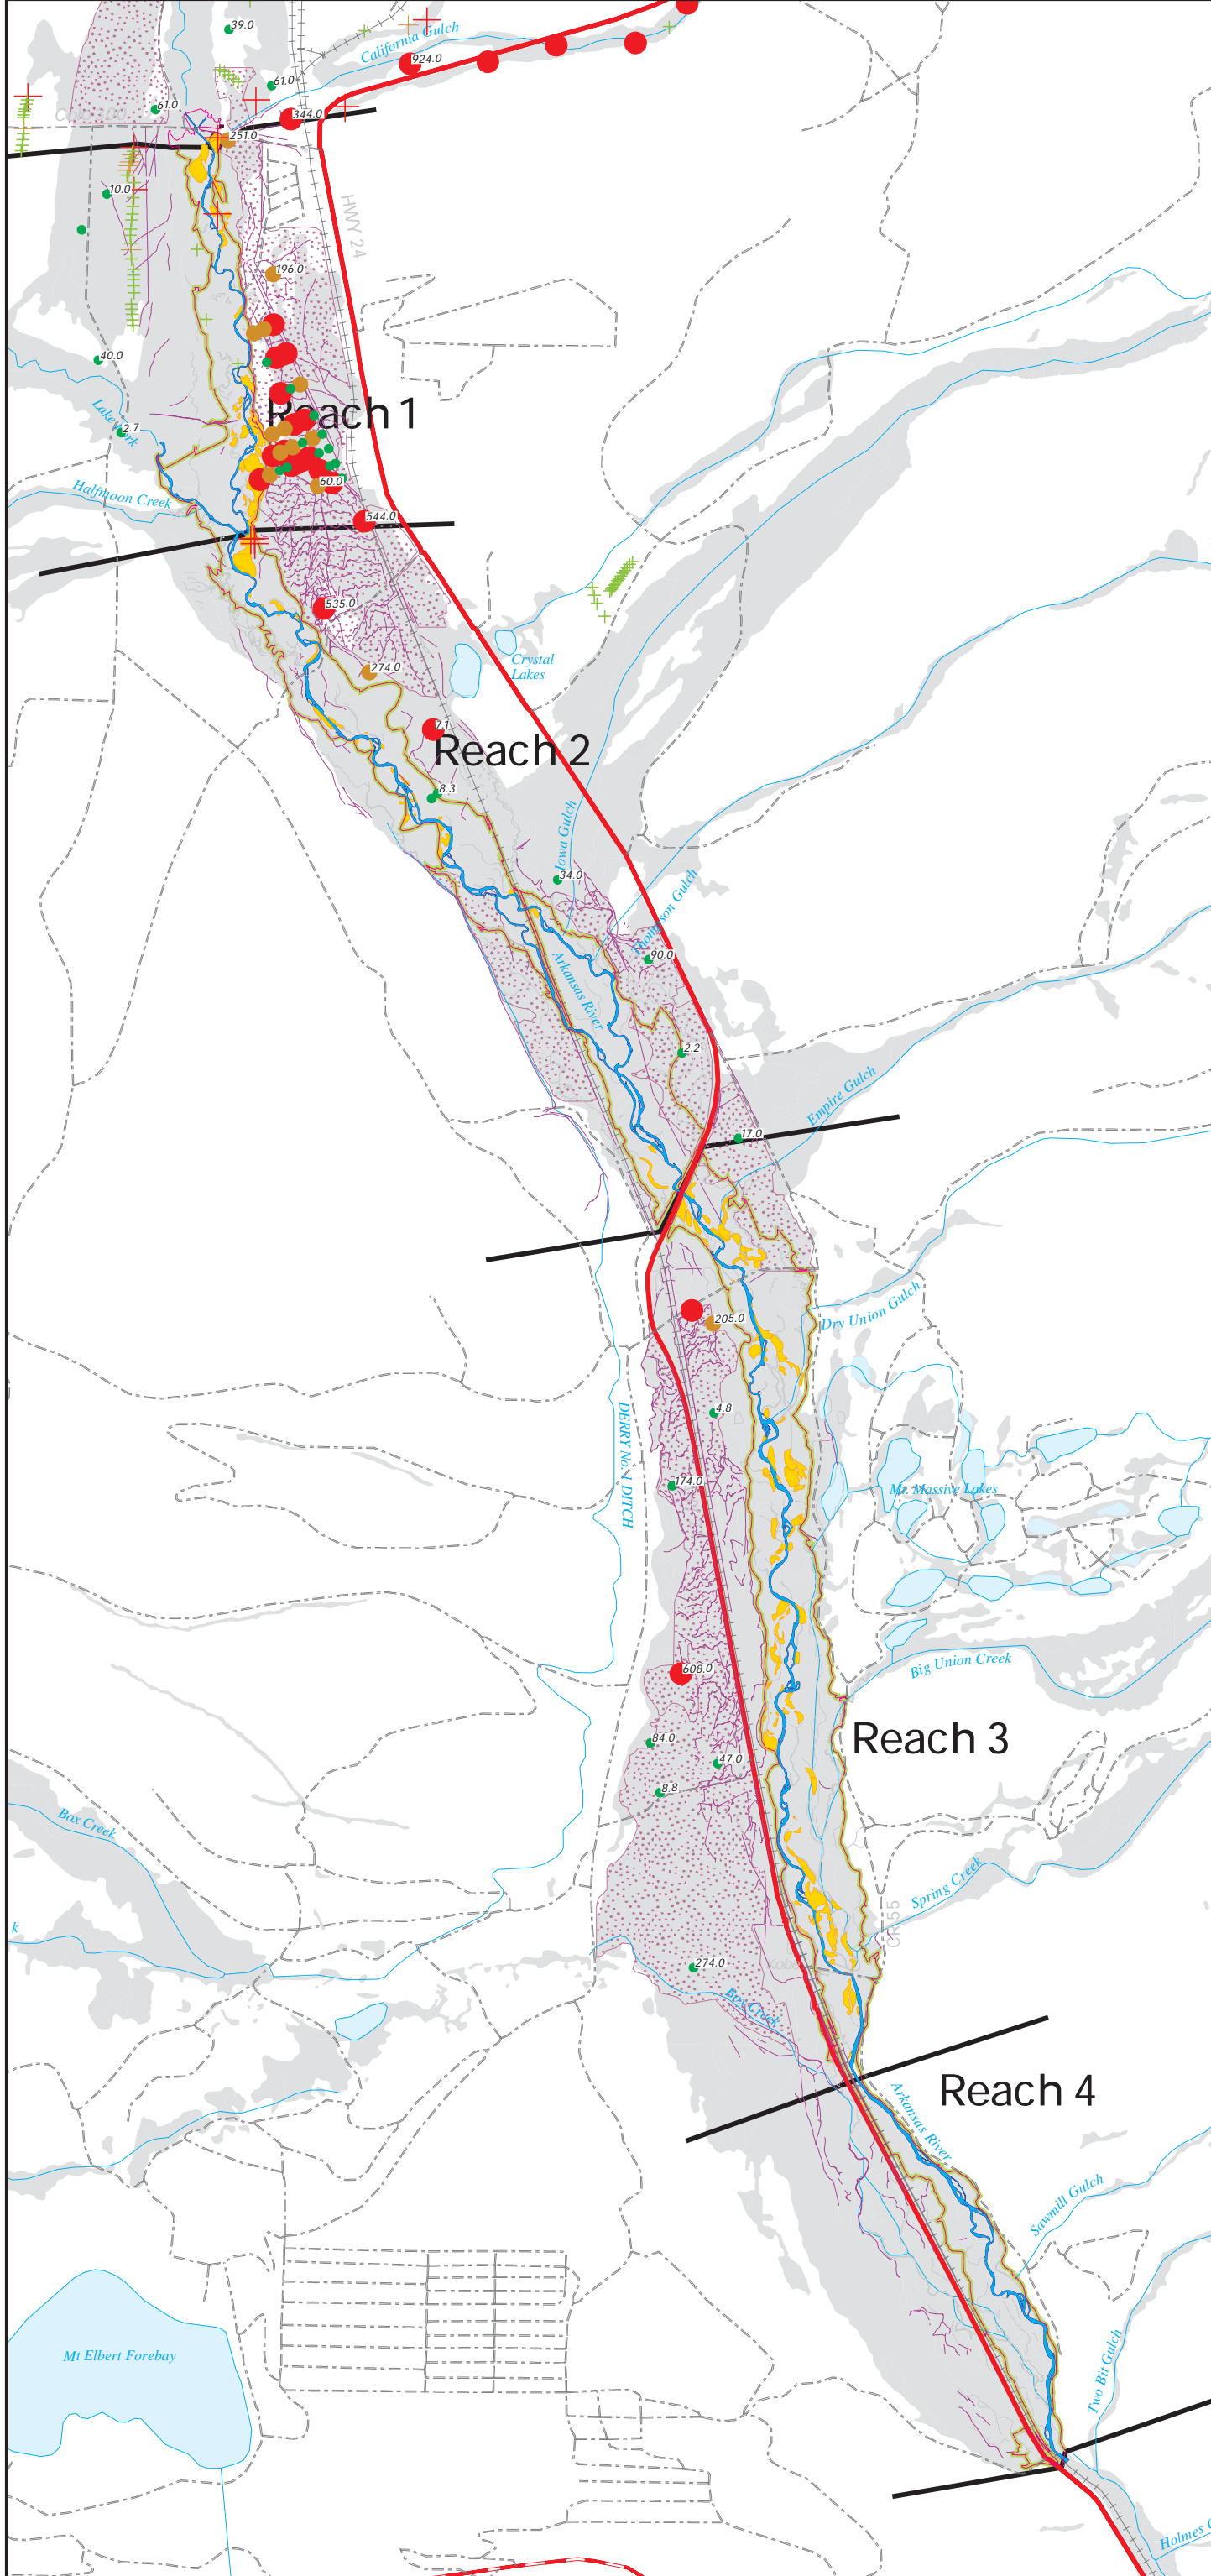 39.0
California Gulch
924.0
61.0
61.0
344.0
251.0
10.0
HWY 24
196.0
40.0
Reach 1
2.7
Halfmoon Creek
60.0
544.0
535.0
Crystal
Lakes
274.0
7.1
Reach 2
8.3
Iowa Gulch
34.0
Thompson Gulch
90.0
Arkansas River
2.2
Empire Gulch
17.0
Dry Union Gulch
205.0
4.8
DERRY No. 1 DITCH
174.0
Mt. Massive Lakes
Big Union Creek
608.0
Reach 3
84.0
47.0
8.8
Box Creek
Spring Creek
CR 55
k
274.0
Box Creek
Reach 4
Arkansas River
Sawmill Gulch
Mt Elbert Forebay
Two Bit Gulch
Holmes G